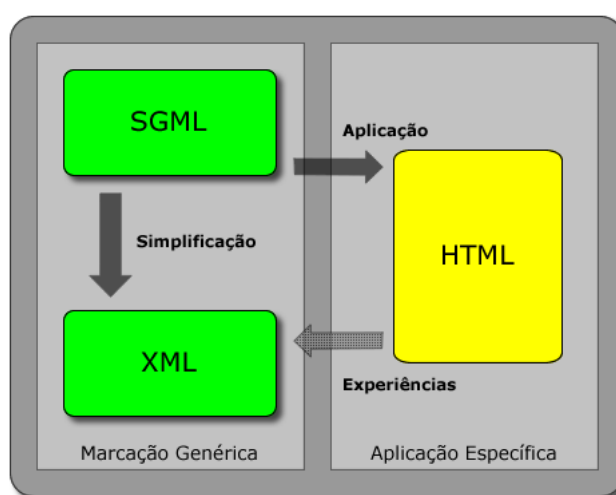 SGML
Aplicação
HTML
Simplificação
XML
Experiências
Marcação Genérica
Aplicação Específica